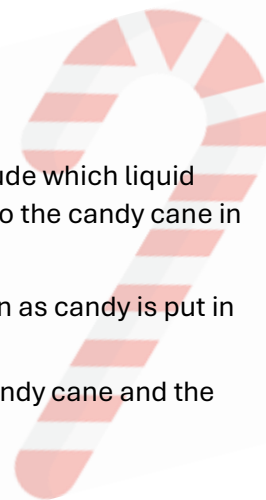 ude which liquid
o the candy cane in
n as candy is put in
ndy cane and the